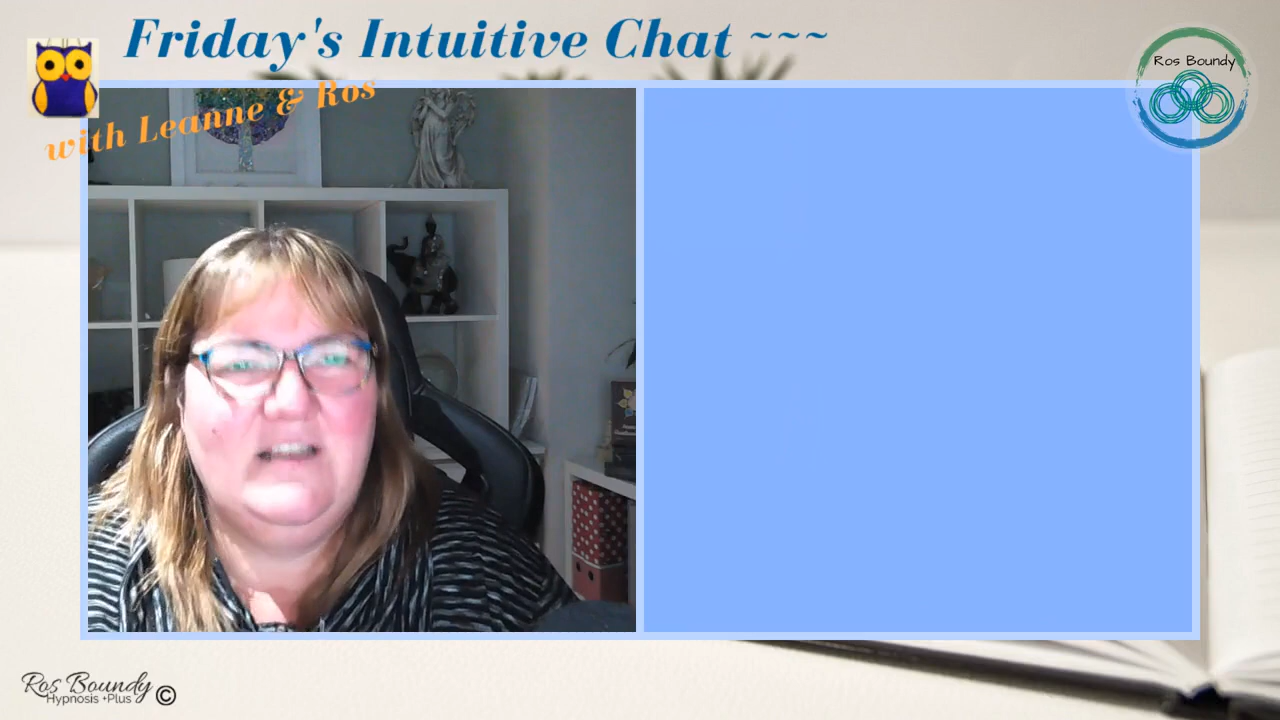 Friday's Intuitive Chat ~~~
with Leanne & Ros
Ros Boundy
Ros Boundy
Hypnosis +Plus ©